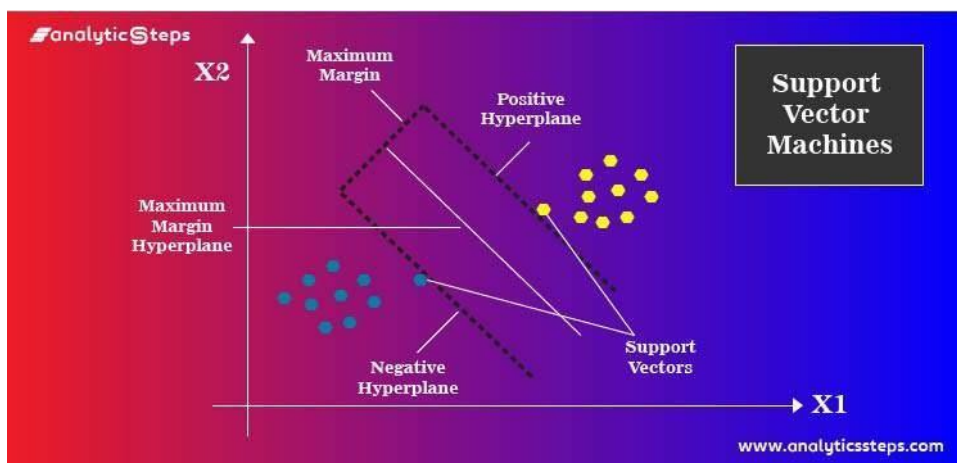 analyticSteps
X2
Maximum
Margin
Positive
Hyperplane
Support
Vector
Machines
Maximum
Margin
Hyperplane
Negative
Hyperplane
Support
Vectors
X1
www.analyticssteps.com